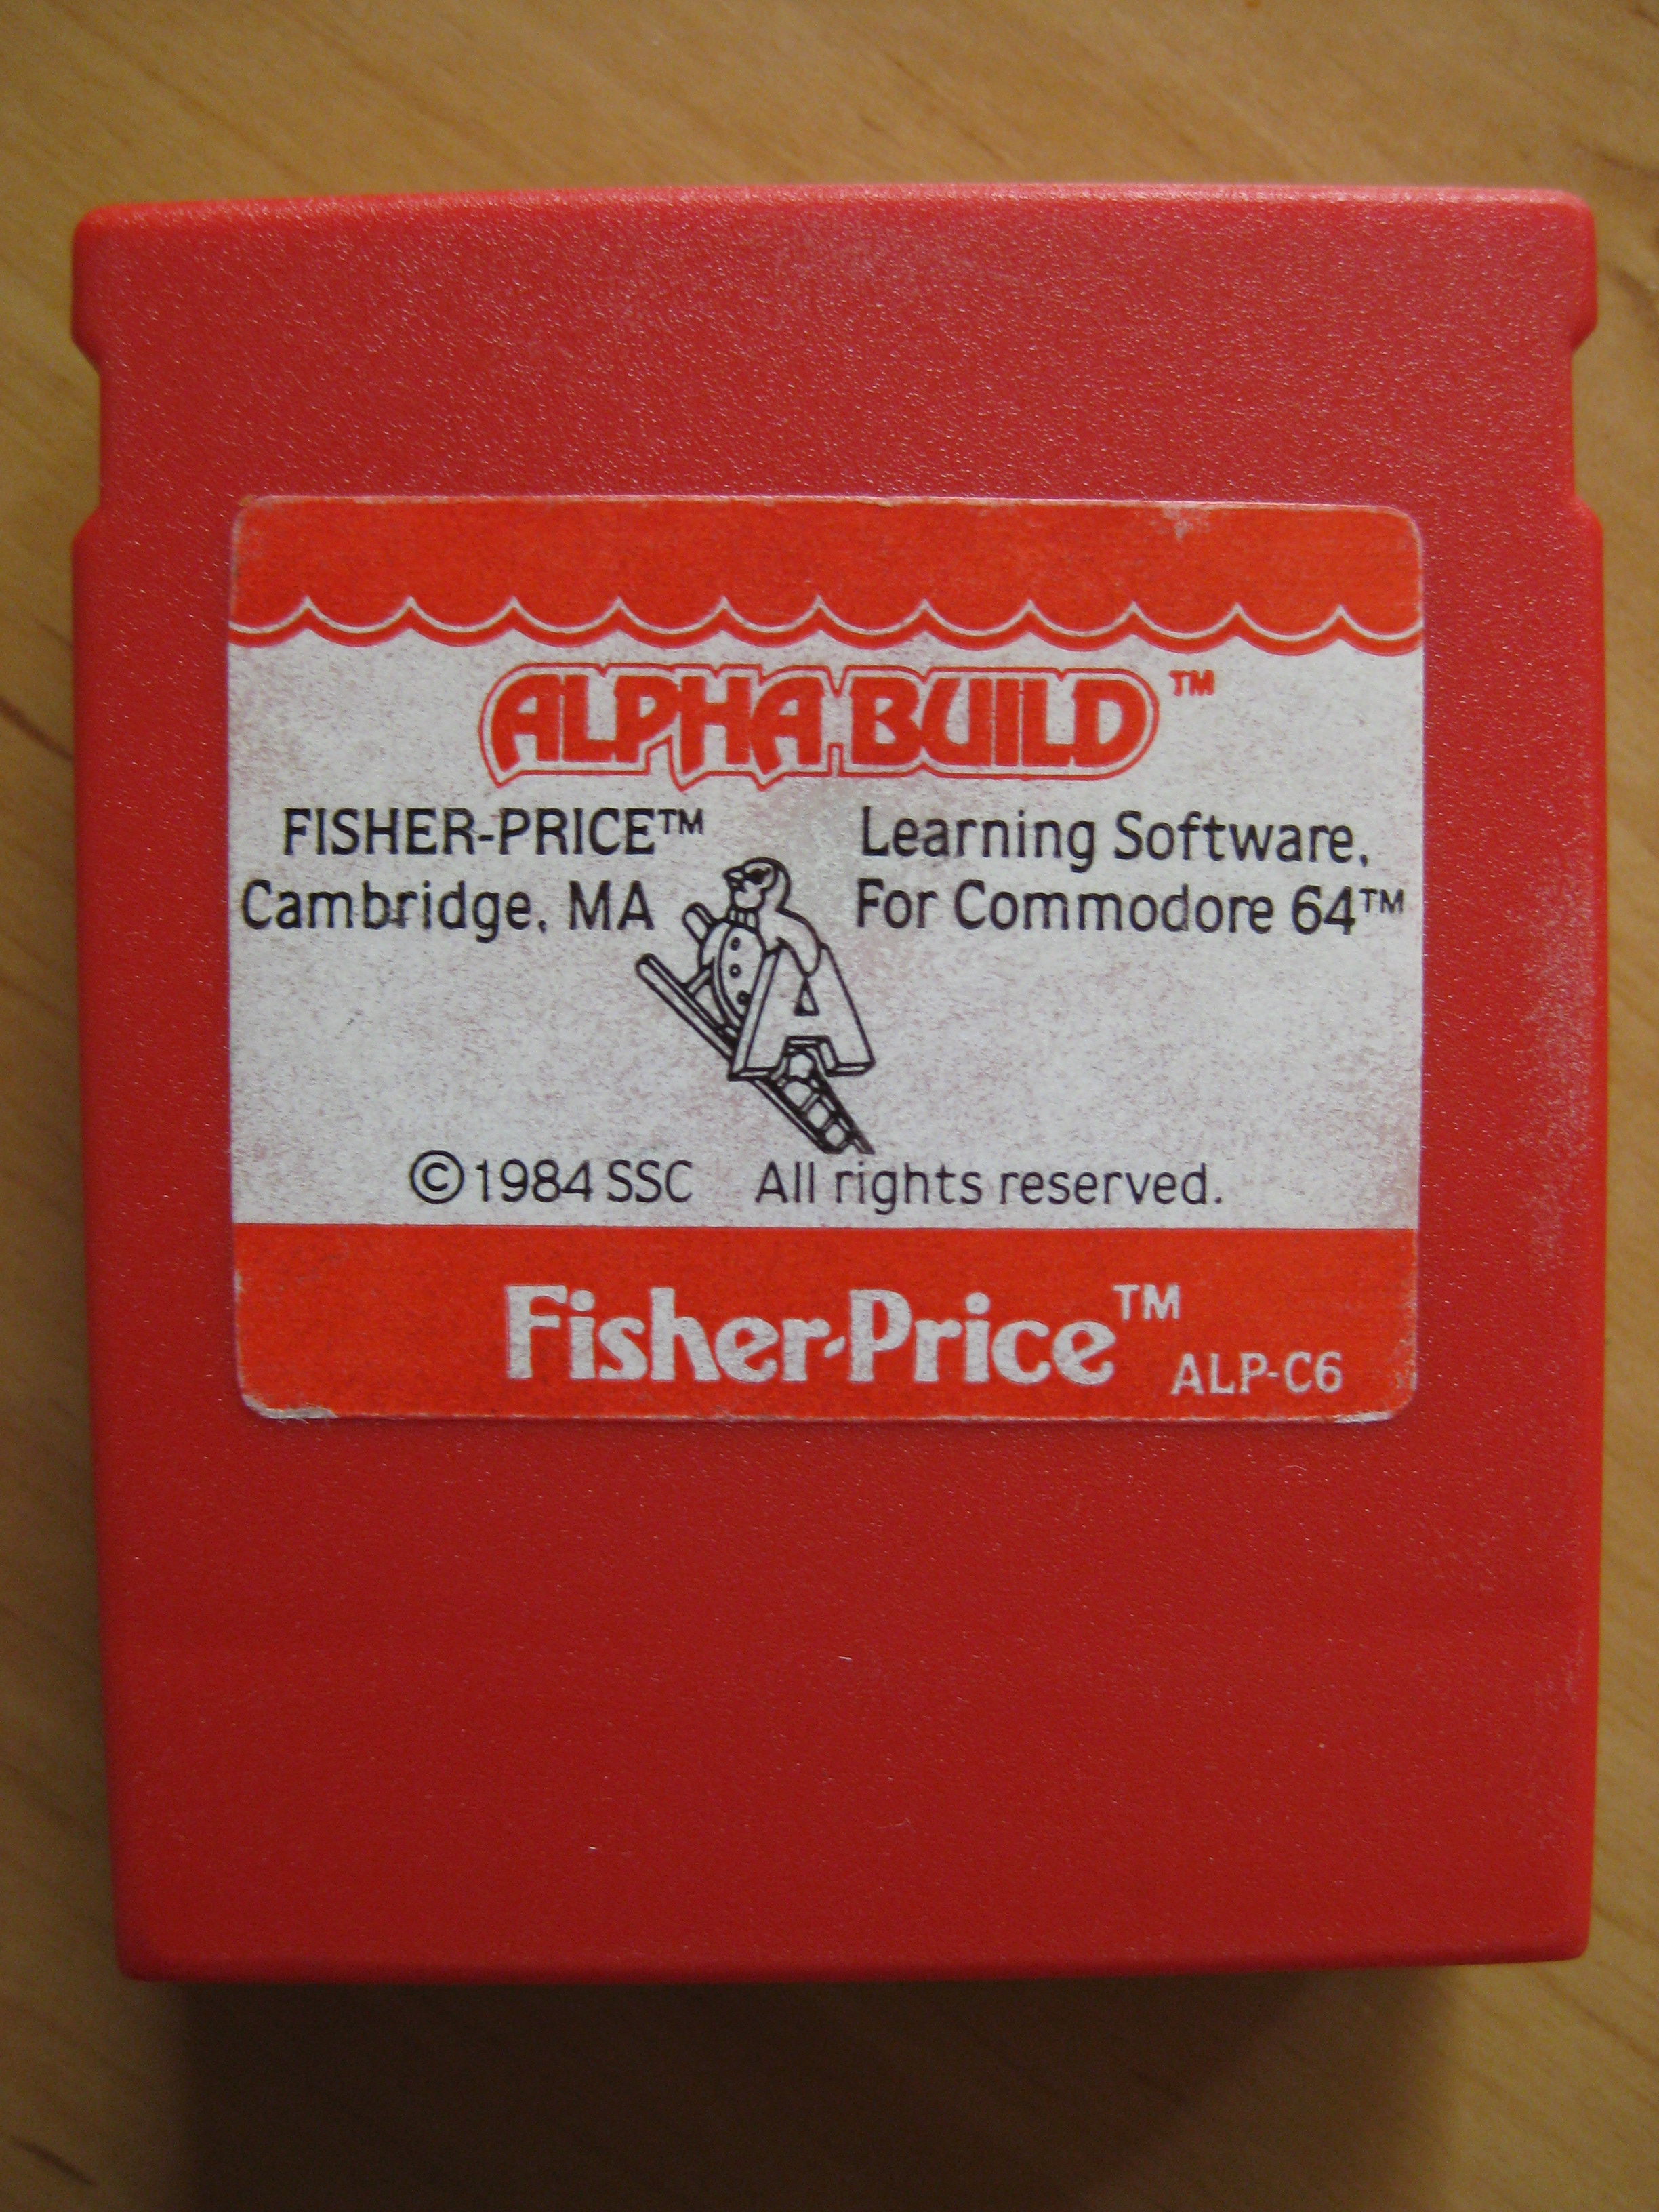 ALPHA BUILD™
FISHER-PRICE™ Learning Software,
Cambridge, MA For Commodore 64™
A
©1984 SSC All rights reserved.
Fisher-Price™
ALP-C6